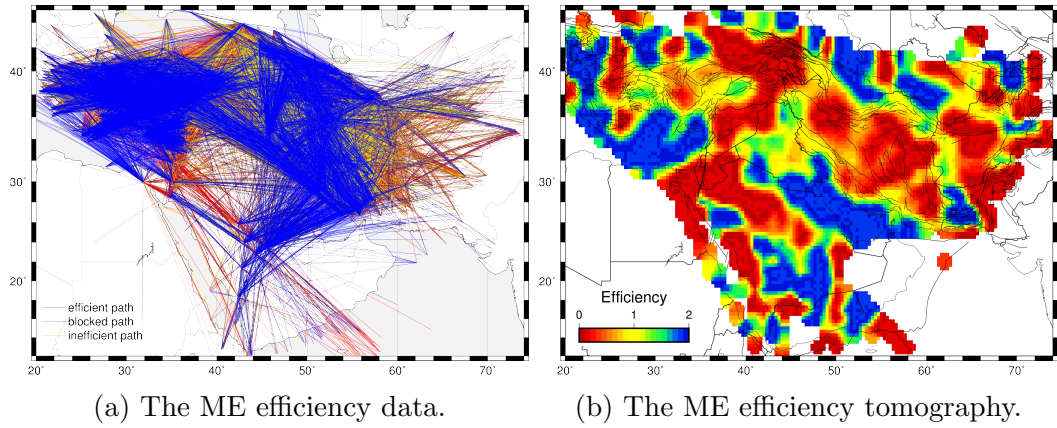 40°
30°
20°
efficient path
blocked path
inefficient path
20° 30° 40° 50° 60° 70°
(a) The ME efficiency data.
40°
30°
20°
Efficiency
0 1 2
20° 30° 40° 50° 60° 70°
(b) The ME efficiency tomography.